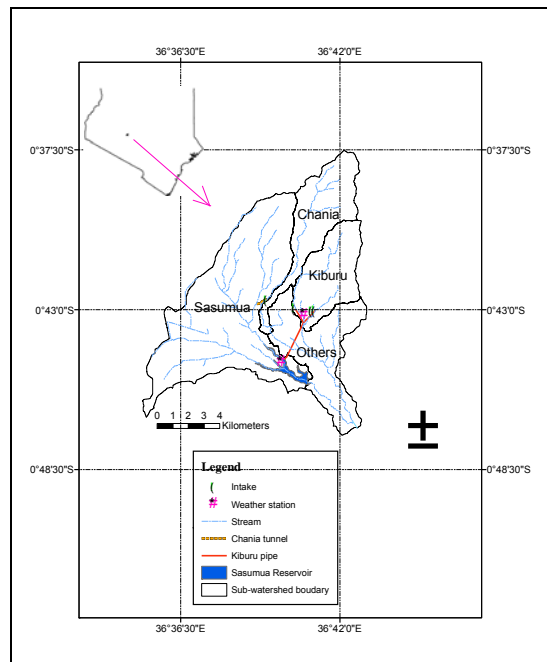 36°36'30"E 36°42'0"E
0°37'30"S 0°37'30"S
Chania
Kiburu
0°43'0"S Sasumua 0°43'0"S
Others
0 1 2 3 4
Kilometers
±
0°48'30"S 0°48'30"S
Legend
Intake
Weather station
Stream
Chania tunnel
Kiburu pipe
Sasumua Reservoir
Sub-watershed boudary
36°36'30"E 36°42'0"E